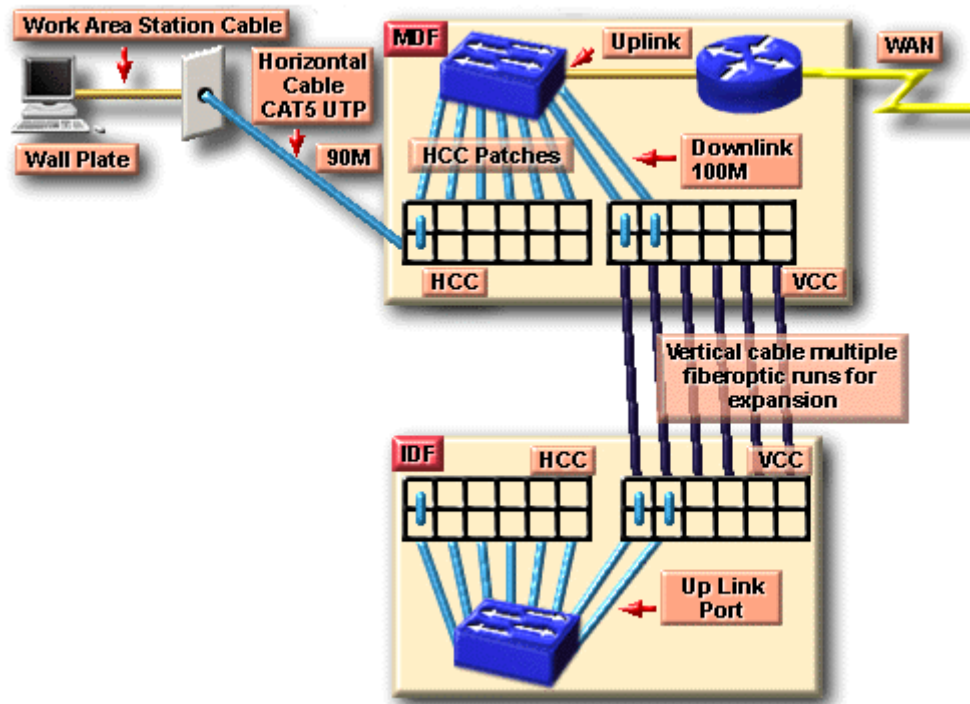 Work Area Station Cable
MDF
Uplink
WAN
Horizontal
Cable
CAT5 UTP
Wall Plate
90M
HCC Patches
Downlink
100M
HCC
VCC
Vertical cable multiple
fiberoptic runs for
expansion
IDF
HCC
VCC
Up Link
Port